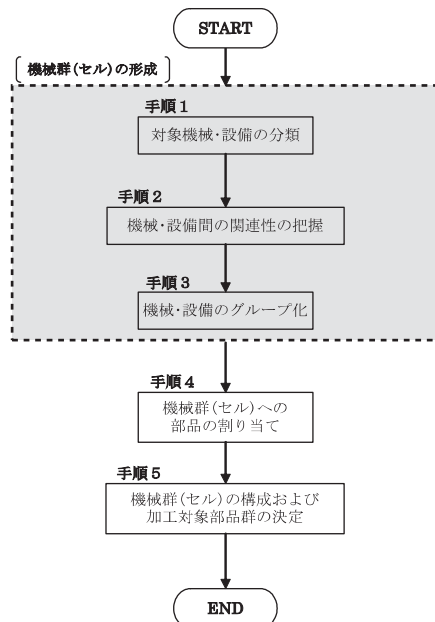 START
機械群(セル)の形成
手順1
対象機械・設備の分類
手順2
機械・設備間の関連性の把握
手順3
機械・設備のグループ化
手順4
機械群(セル)への
部品の割り当て
手順5
機械群(セル)の構成および
加工対象部品群の決定
END